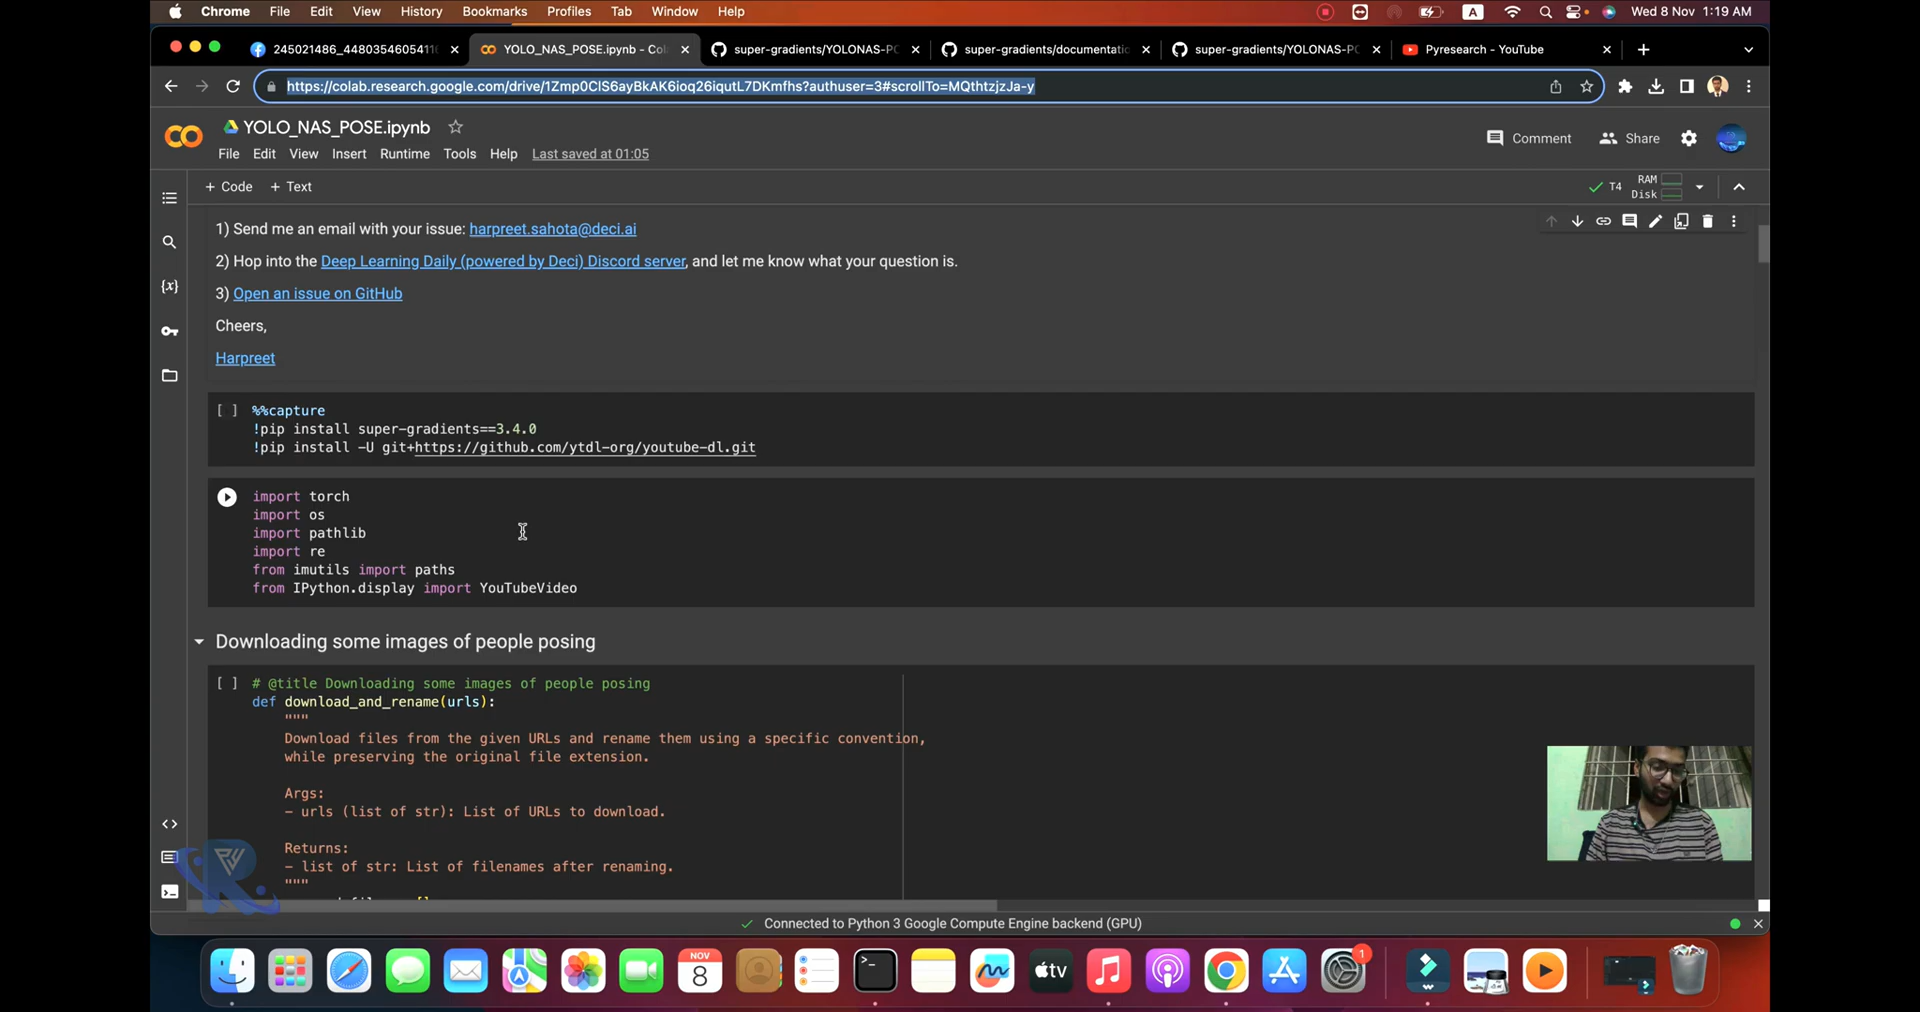 Chrome File Edit View History Bookmarks Profiles Tab Window Help
A Wed 8 Nov 1:19 AM
245021486_4480354605411 YOLO_NAS_POSE.ipynb - Col super-gradients/YOLONAS-PO super-gradients/documentatio super-gradients/YOLONAS-PO Pyresearch - YouTube
https://colab.research.google.com/drive/1Zmp0ClS6ayBkAK6ioq26iqutL7DKmfhs?authuser=3#scrollTo=MQthtzjzJa-y
YOLO_NAS_POSE.ipynb
Comment Share
File Edit View Insert Runtime Tools Help Last saved at 01:05
+ Code + Text
T4 RAM
Disk
1) Send me an email with your issue: harpreet.sahota@deci.ai
2) Hop into the Deep Learning Daily (powered by Deci) Discord server, and let me know what your question is.
{x}
3) Open an issue on GitHub
Cheers,
Harpreet
[ ] %%capture
!pip install super-gradients==3.4.0
!pip install -U git+https://github.com/ytdl-org/youtube-dl.git
import torch
import os
import pathlib
import re
from imutils import paths
from IPython.display import YouTubeVideo
Downloading some images of people posing
[ ] # @title Downloading some images of people posing
def download_and_rename(urls):
"""
Download files from the given URLs and rename them using a specific convention,
while preserving the original file extension.
Args:
- urls (list of str): List of URLs to download.
Returns:
- list of str: List of filenames after renaming.
"""
Connected to Python 3 Google Compute Engine backend (GPU)
NOV
8
tv
1